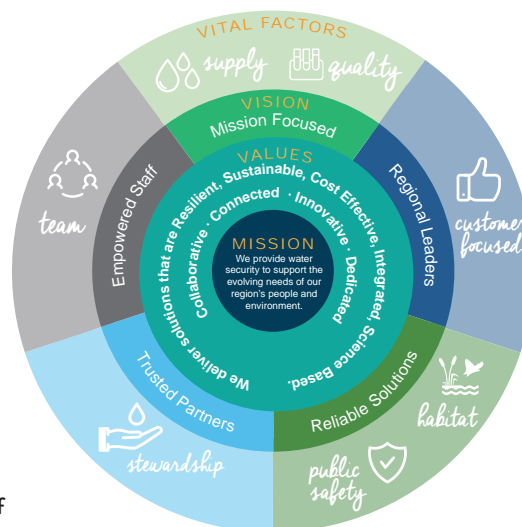 VITAL FACTORS
supply
quality
VISION
Mission Focused
VALUES
We deliver solutions that are Resilient, Sustainable, Cost Effective, Integrated, Science Based.
Collaborative · Connected · Innovative · Dedicated
MISSION
We provide water
security to support the
evolving needs of our
region's people and
environment.
team
Empowered Staff
Regional Leaders
customer
focused
Trusted Partners
Reliable Solutions
stewardship
habitat
public
safety
f